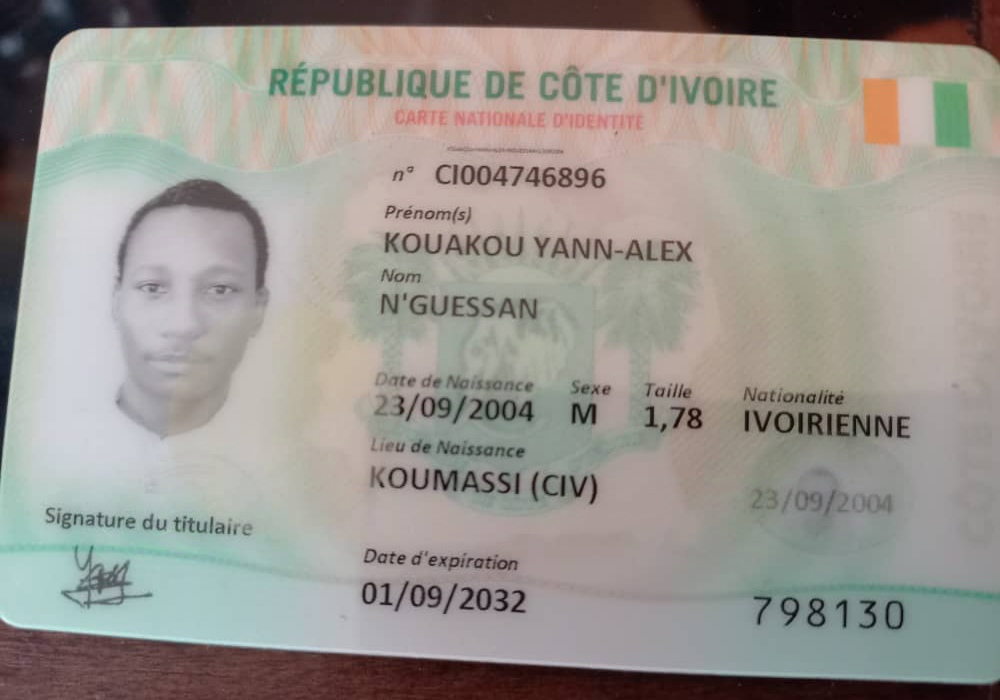 RÉPUBLIQUE DE CÔTE D'IVOIRE
CARTE NATIONALE D'IDENTITÉ
n° CI004746896
Prénom(s)
KOUAKOU YANN-ALEX
Nom
N'GUESSAN
Date de Naissance Sexe Taille Nationalité
23/09/2004 M 1,78 IVOIRIENNE
Lieu de Naissance
KOUMASSI (CIV)
23/09/2004
Signature du titulaire
Date d'expiration
01/09/2032
798130